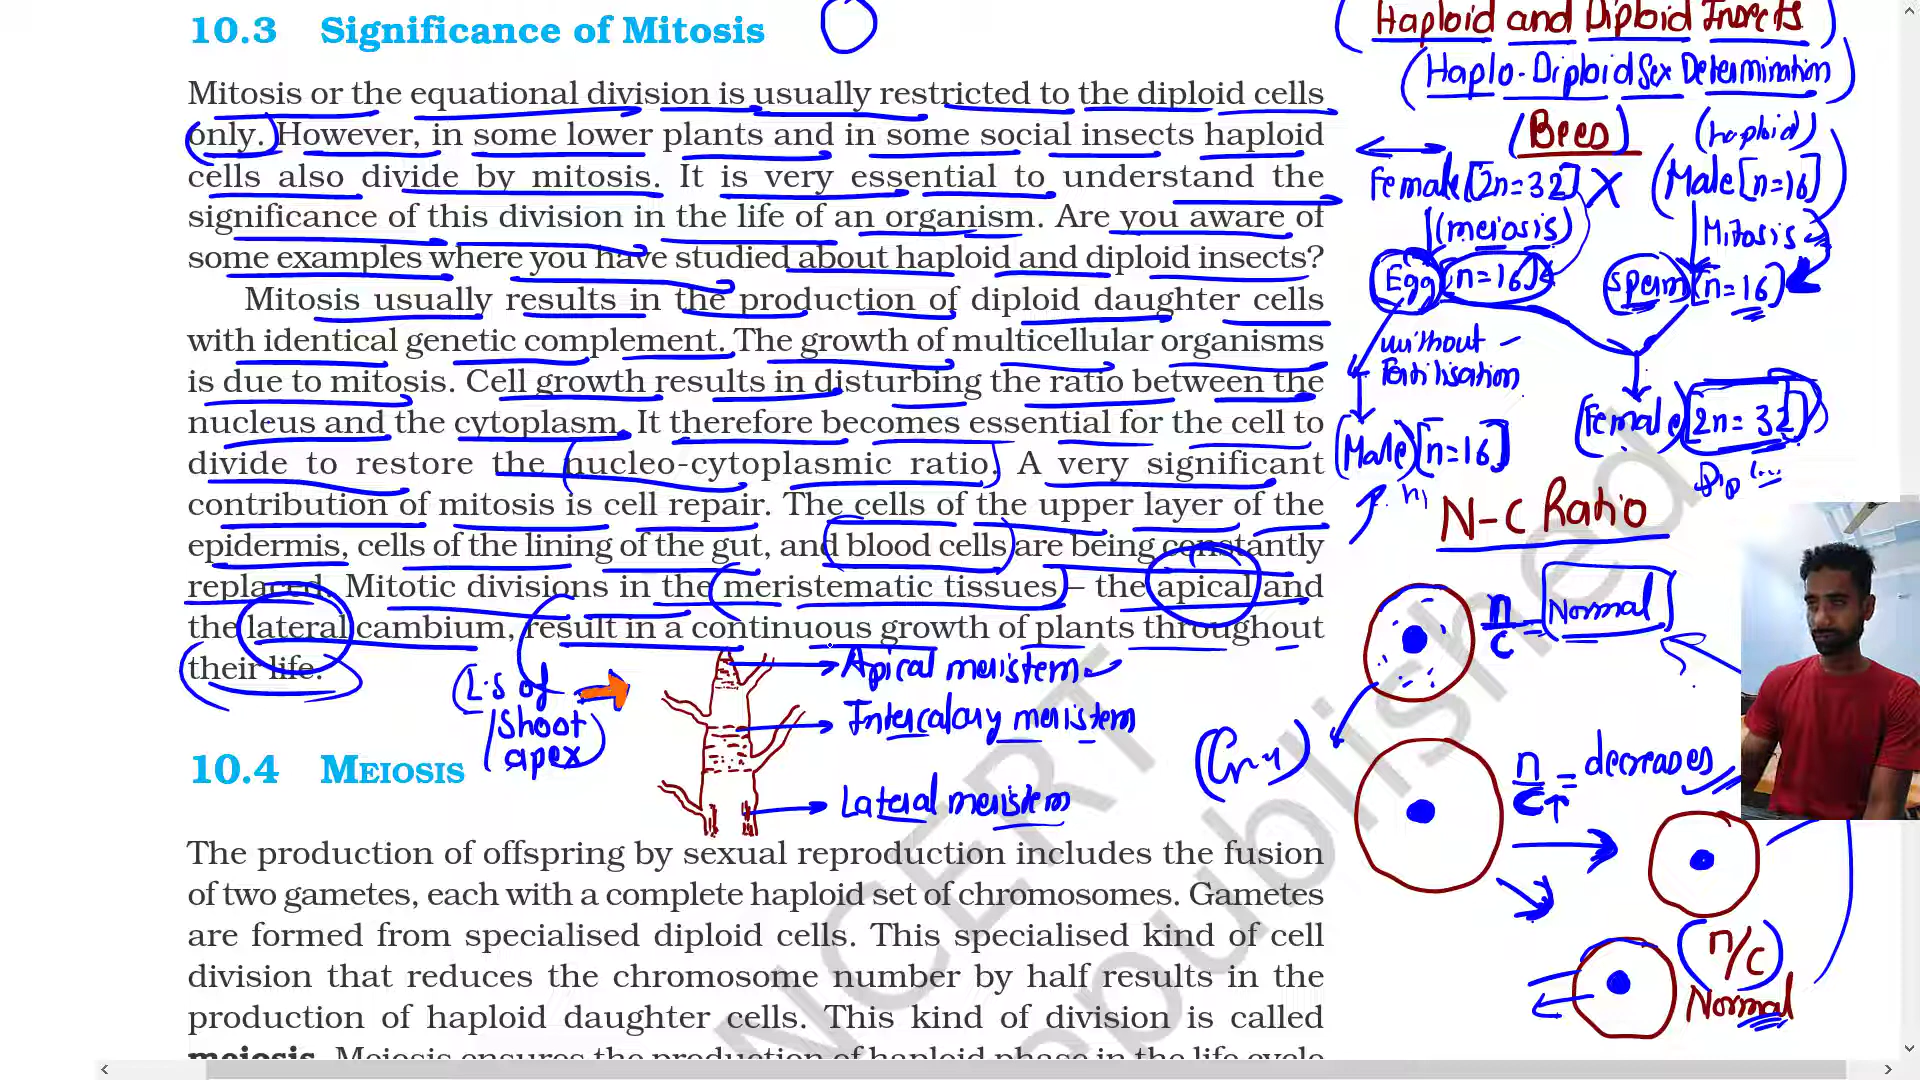 10.3 Significance of Mitosis
Mitosis or the equational division is usually restricted to the diploid cells
only. However, in some lower plants and in some social insects haploid
cells also divide by mitosis. It is very essential to understand the
significance of this division in the life of an organism. Are you aware of
some examples where you have studied about haploid and diploid insects?
Mitosis usually results in the production of diploid daughter cells
with identical genetic complement. The growth of multicellular organisms
is due to mitosis. Cell growth results in disturbing the ratio between the
nucleus and the cytoplasm. It therefore becomes essential for the cell to
divide to restore the nucleo-cytoplasmic ratio. A very significant
contribution of mitosis is cell repair. The cells of the upper layer of the
epidermis, cells of the lining of the gut, and blood cells are being constantly
replaced. Mitotic divisions in the meristematic tissues – the apical and
the lateral cambium, result in a continuous growth of plants throughout
their life.
(L.S of
Shoot
apex)
Apical meristem
Intercalary meristem
Lateral meristem
10.4 MEIOSIS
The production of offspring by sexual reproduction includes the fusion
of two gametes, each with a complete haploid set of chromosomes. Gametes
are formed from specialised diploid cells. This specialised kind of cell
division that reduces the chromosome number by half results in the
production of haploid daughter cells. This kind of division is called
meiosis. Meiosis ensures the production of haploid phase in the life cycle
(Haploid and Diploid Insects)
(Haplo-Diploid Sex Determination)
(Bees) (haploid)
Female [2n=32] X (Male [n=16]
(meiosis) Mitosis
Egg [n=16] sperm [n=16]
without
Fertilisation
(Male) [n=16] (Female) [2n=32]
N-C Ratio
n/c = Normal
n/c↑ = decreases
n/c
Normal
NCERT
republished